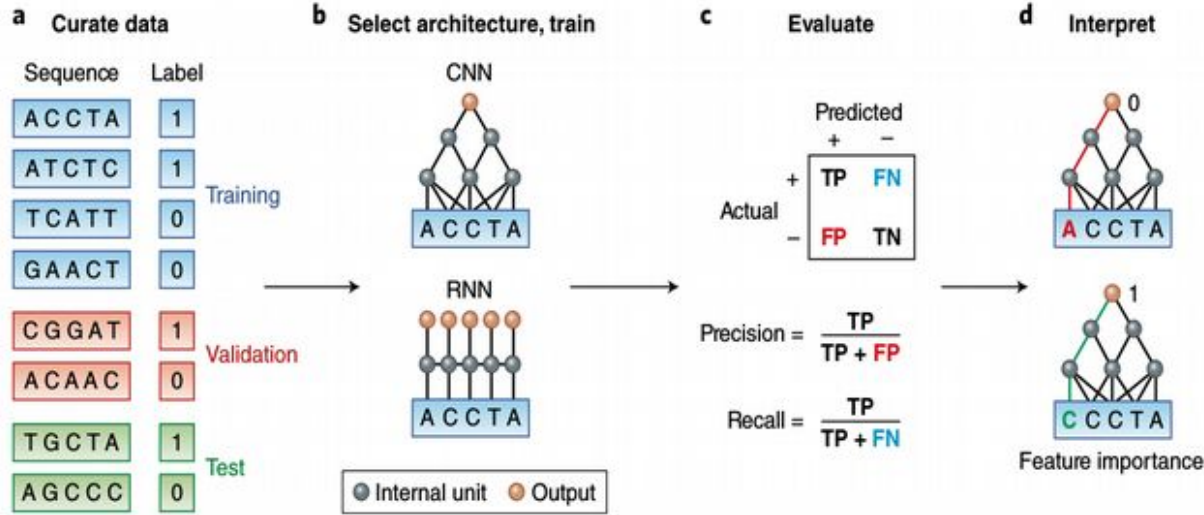 a Curate data
Sequence Label
ACCTA 1
ATCTC 1
Training
TCATT 0
GAACT 0
CGGAT 1
Validation
ACAAC 0
TGCTA 1
Test
AGCCC 0
b Select architecture, train
CNN
ACCTA
RNN
ACCTA
Internal unit Output
c Evaluate
Predicted
+ −
+ TP FN
Actual
− FP TN
Precision = TP
TP + FP
Recall = TP
TP + FN
d Interpret
0
ACCTA
1
CCCTA
Feature importance